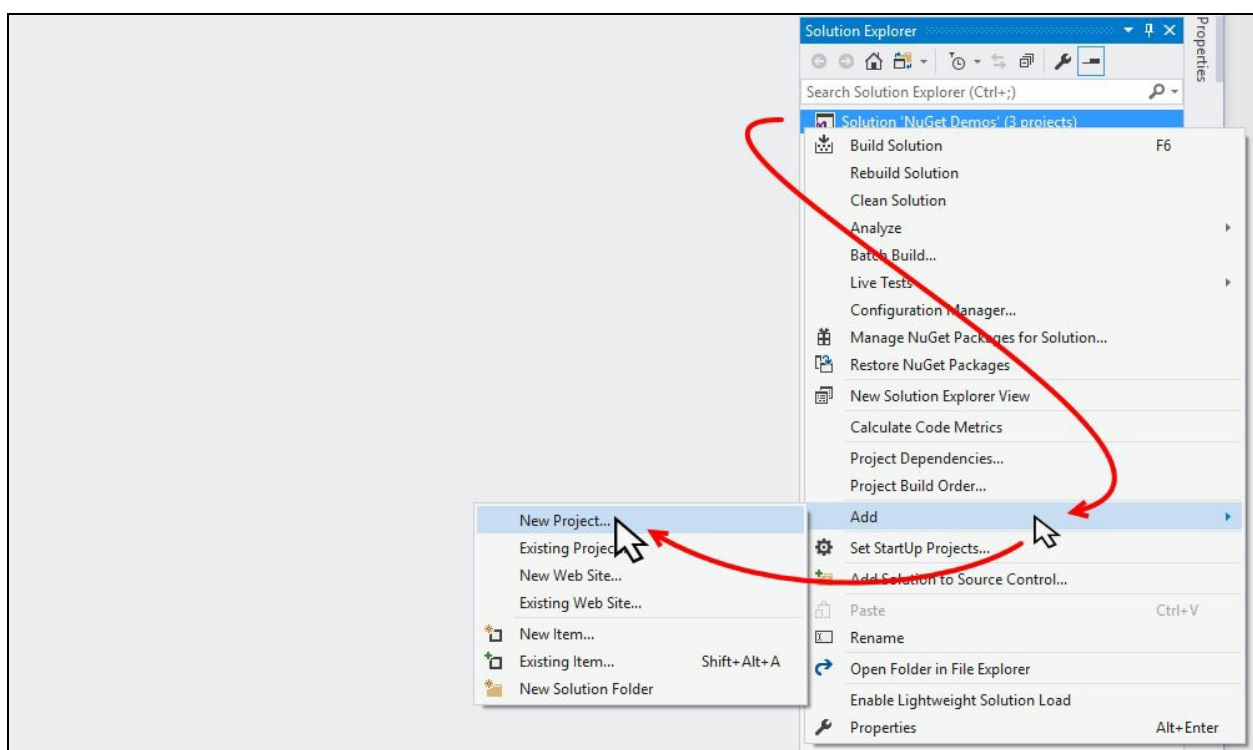 Solution Explorer
Properties
Search Solution Explorer (Ctrl+;)
Solution 'NuGet Demos' (3 projects)
Build Solution F6
Rebuild Solution
Clean Solution
Analyze
Batch Build...
Live Tests
Configuration Manager...
Manage NuGet Packages for Solution...
Restore NuGet Packages
New Solution Explorer View
Calculate Code Metrics
Project Dependencies...
Project Build Order...
Add
Set StartUp Projects...
Add Solution to Source Control...
Paste Ctrl+V
Rename
Open Folder in File Explorer
Enable Lightweight Solution Load
Properties Alt+Enter
New Project...
Existing Projec
New Web Site...
Existing Web Site...
New Item...
Existing Item... Shift+Alt+A
New Solution Folder